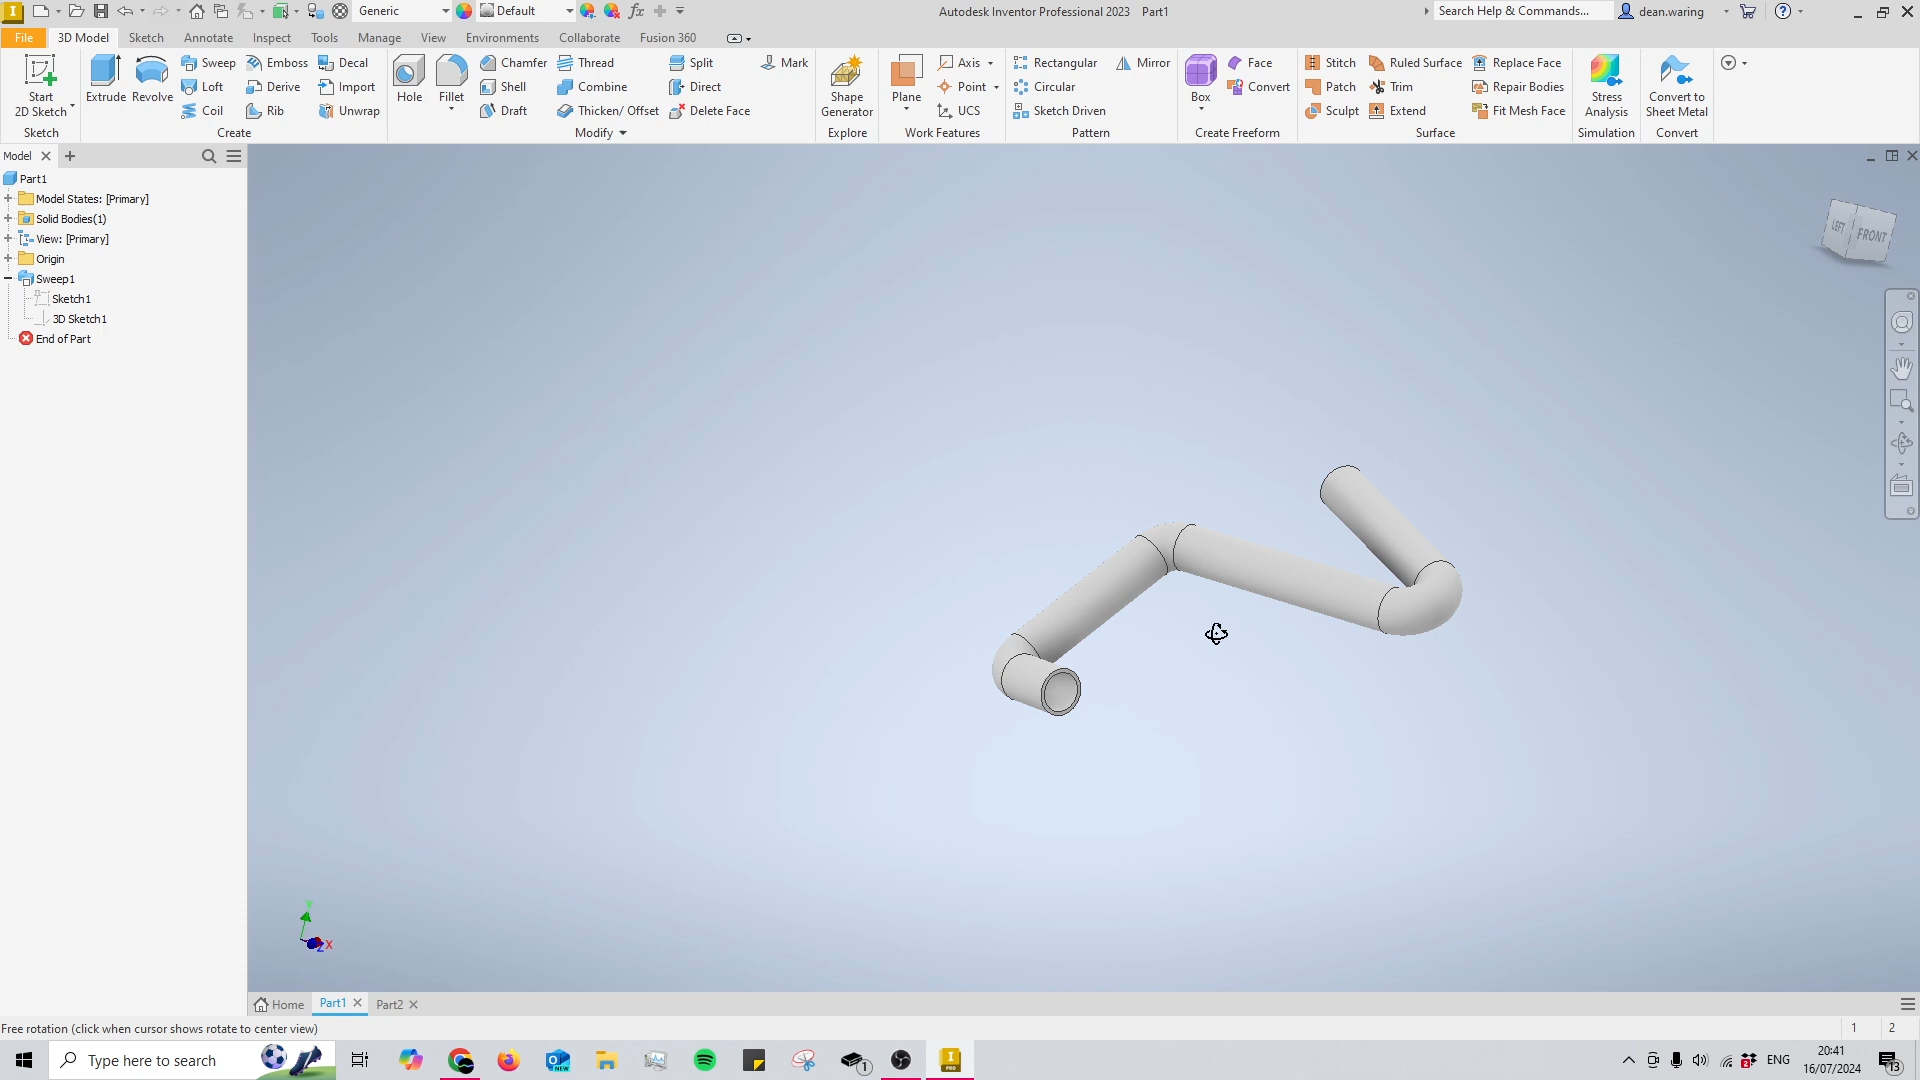 Generic
Default
Autodesk Inventor Professional 2023 Part1
Search Help & Commands...
dean.waring
File 3D Model Sketch Annotate Inspect Tools Manage View Environments Collaborate Fusion 360
Start
2D Sketch
Sketch
Extrude
Revolve
Sweep Emboss Decal
Loft Derive Import
Coil Rib Unwrap
Create
Hole
Fillet
Chamfer Thread Split Mark
Shell Combine Direct
Draft Thicken/ Offset Delete Face
Modify
Shape
Generator
Explore
Plane
Axis
Point
UCS
Work Features
Rectangular Mirror
Circular
Sketch Driven
Pattern
Box
Face
Convert
Create Freeform
Stitch Ruled Surface Replace Face
Patch Trim Repair Bodies
Sculpt Extend Fit Mesh Face
Surface
Stress
Analysis
Simulation
Convert to
Sheet Metal
Convert
Model
Part1
Model States: [Primary]
Solid Bodies(1)
View: [Primary]
Origin
Sweep1
Sketch1
3D Sketch1
End of Part
LEFT FRONT
Y
Z X
Home Part1 Part2
Free rotation (click when cursor shows rotate to center view)
1 2
Type here to search
ENG
20:41
16/07/2024
13